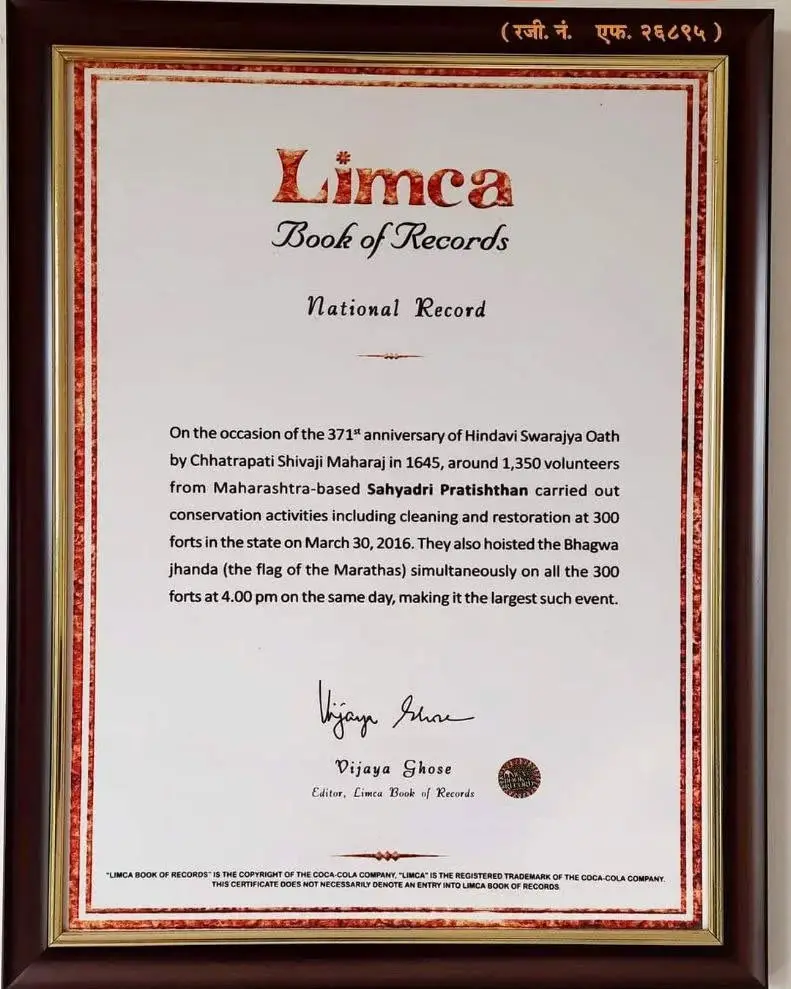 (रजी. नं. एफ. २६८९५)
Limca
Book of Records
National Record
On the occasion of the 371st anniversary of Hindavi Swarajya Oath
by Chhatrapati Shivaji Maharaj in 1645, around 1,350 volunteers
from Maharashtra-based Sahyadri Pratishthan carried out
conservation activities including cleaning and restoration at 300
forts in the state on March 30, 2016. They also hoisted the Bhagwa
jhanda (the flag of the Marathas) simultaneously on all the 300
forts at 4.00 pm on the same day, making it the largest such event.
Vijaya Ghose
Vijaya Ghose
Editor, Limca Book of Records
LIMCA
BOOK OF
RECORDS
"LIMCA BOOK OF RECORDS" IS THE COPYRIGHT OF THE COCA-COLA COMPANY, "LIMCA" IS THE REGISTERED TRADEMARK OF THE COCA-COLA COMPANY.
THIS CERTIFICATE DOES NOT NECESSARILY DENOTE AN ENTRY INTO LIMCA BOOK OF RECORDS.